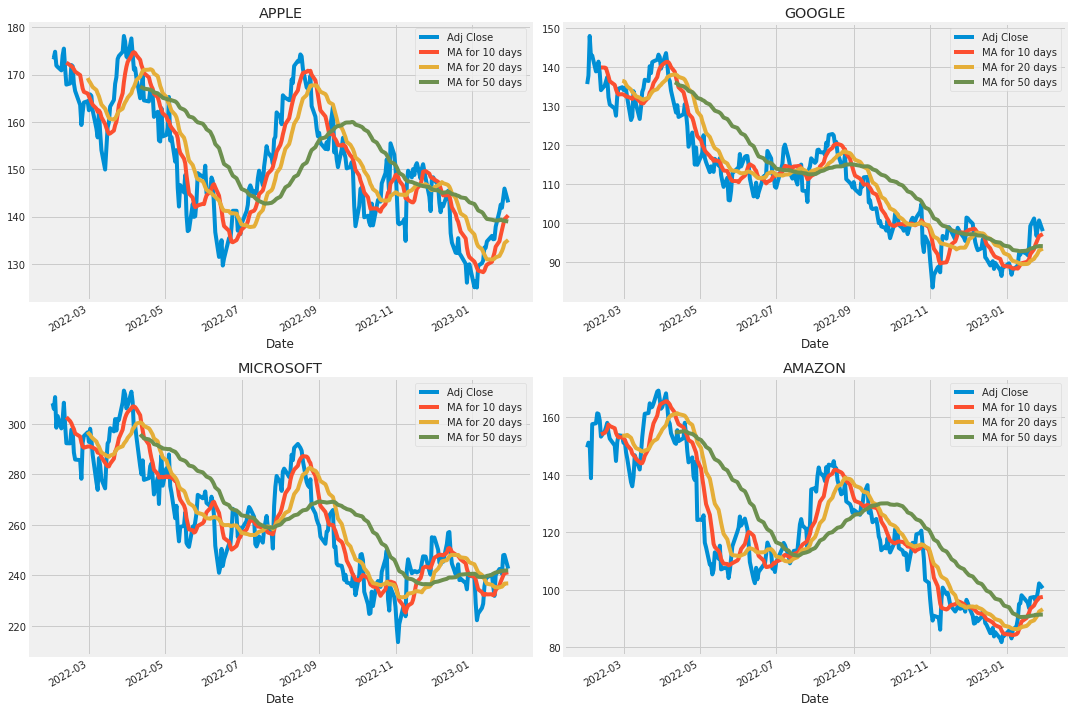 APPLE
180
170
160
150
140
130
Adj Close
MA for 10 days
MA for 20 days
MA for 50 days
2022-03
2022-05
2022-07
2022-09
2022-11
2023-01
Date
GOOGLE
150
140
130
120
110
100
90
Adj Close
MA for 10 days
MA for 20 days
MA for 50 days
2022-03
2022-05
2022-07
2022-09
2022-11
2023-01
Date
MICROSOFT
300
280
260
240
220
Adj Close
MA for 10 days
MA for 20 days
MA for 50 days
2022-03
2022-05
2022-07
2022-09
2022-11
2023-01
Date
AMAZON
160
140
120
100
80
Adj Close
MA for 10 days
MA for 20 days
MA for 50 days
2022-03
2022-05
2022-07
2022-09
2022-11
2023-01
Date